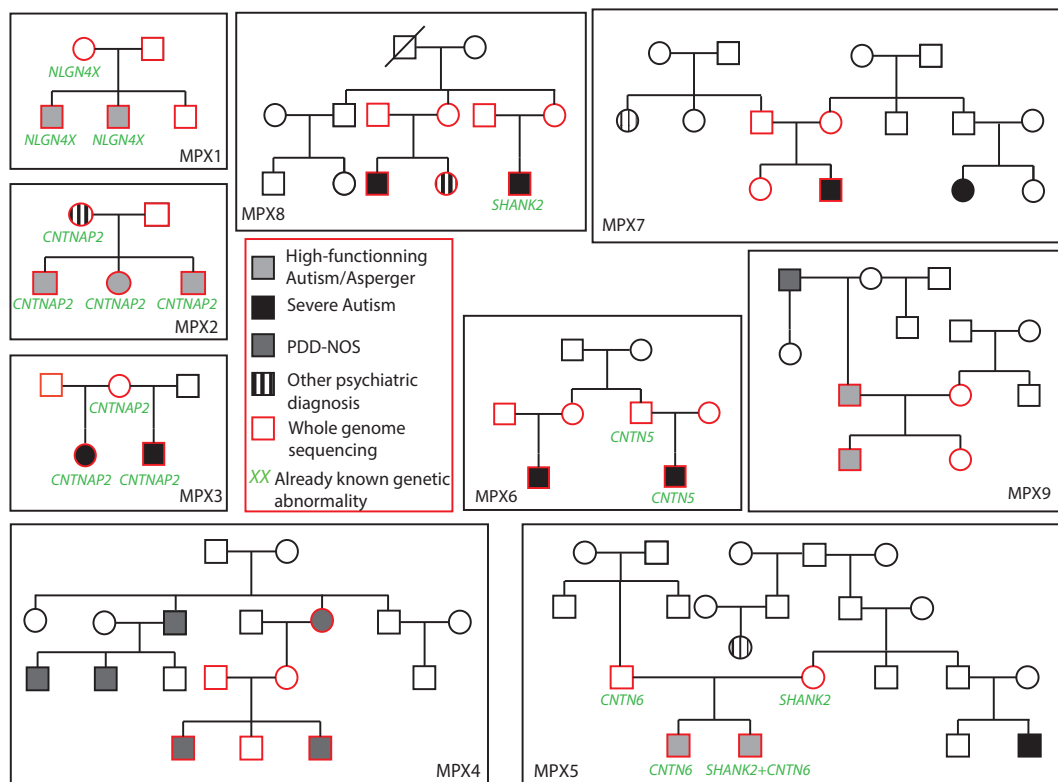 NLGN4X
NLGN4X
NLGN4X
MPX1
SHANK2
MPX8
MPX7
CNTNAP2
CNTNAP2
CNTNAP2
CNTNAP2
MPX2
High-functionning
Autism/Asperger
Severe Autism
PDD-NOS
Other psychiatric
diagnosis
Whole genome
sequencing
XX Already known genetic
abnormality
CNTNAP2
CNTNAP2
CNTNAP2
MPX3
CNTN5
CNTN5
MPX6
MPX9
MPX4
CNTN6
SHANK2
CNTN6
SHANK2+CNTN6
MPX5